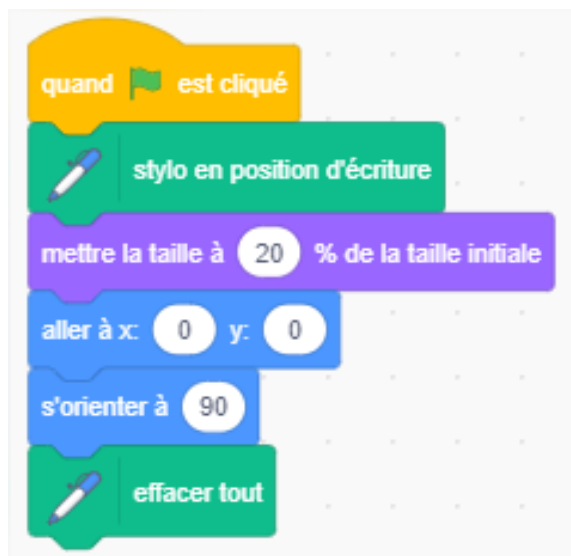 quand est cliqué
stylo en position d'écriture
mettre la taille à 20 % de la taille initiale
aller à x: 0 y: 0
s'orienter à 90
effacer tout